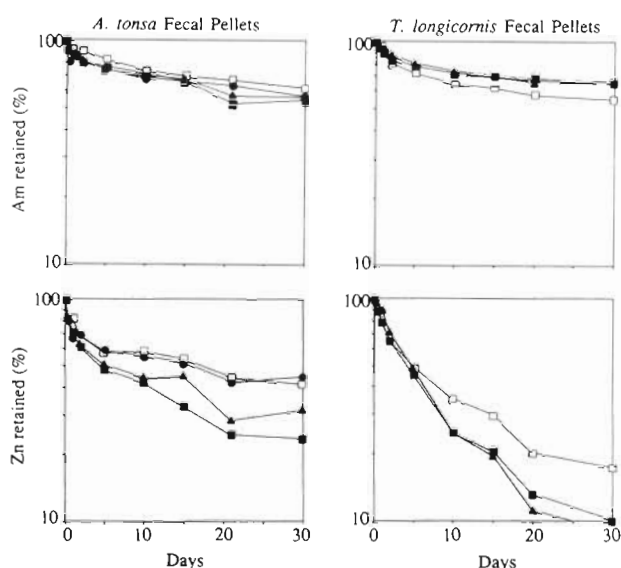 A. tonsa Fecal Pellets
T. longicornis Fecal Pellets
Am retained (%)
100
10
100
10
Zn retained (%)
100
10
0 10 20 30
Days
100
10
0 10 20 30
Days